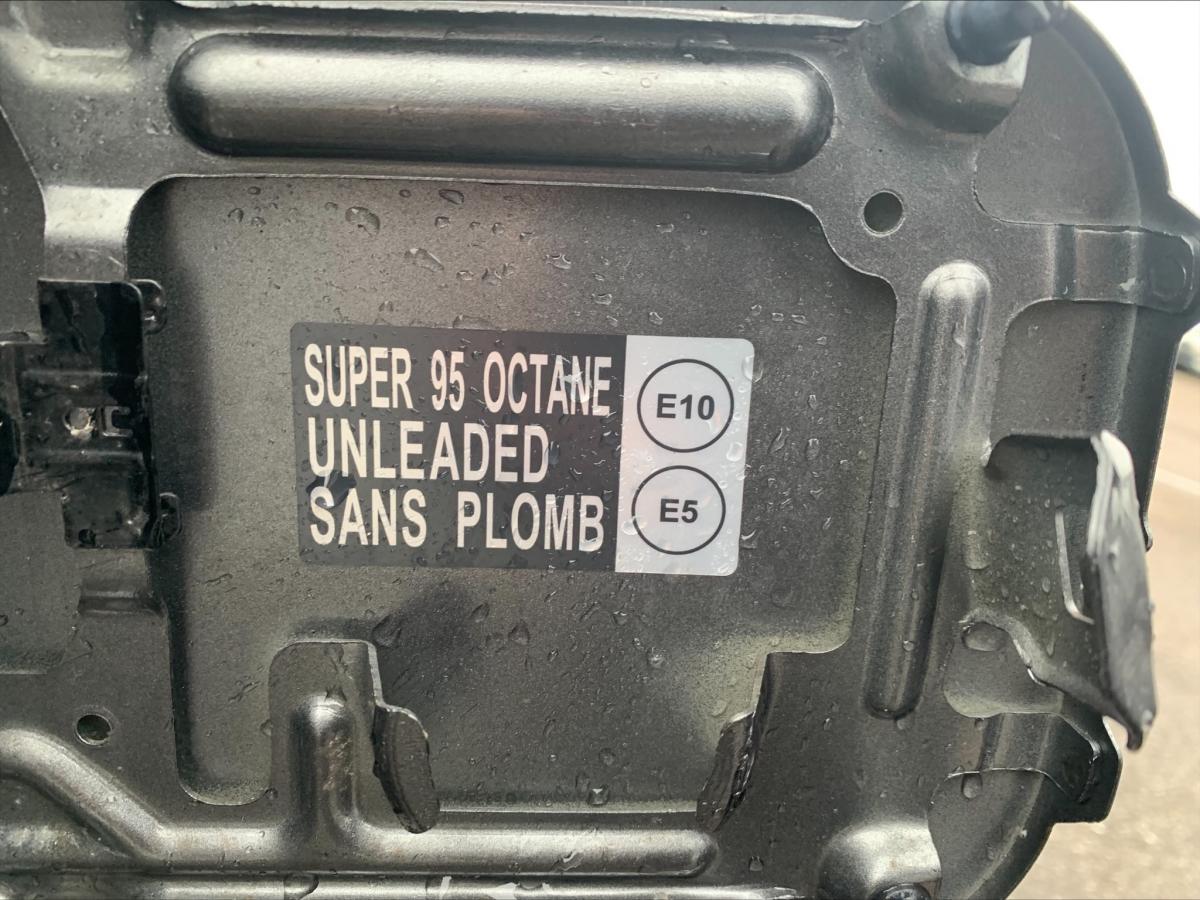 SUPER 95 OCTANE
UNLEADED
SANS PLOMB
E10
E5